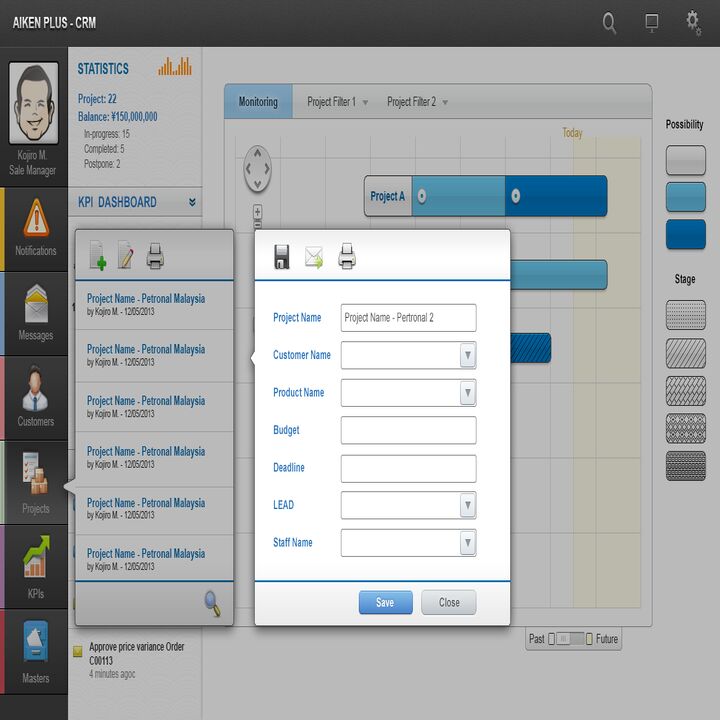 AIKEN PLUS - CRM
Kojiro M.
Sale Manager
Notifications
Messages
Customers
Projects
KPIs
Masters
STATISTICS
Project: 22
Balance: ¥150,000,000
In-progress: 15
Completed: 5
Postpone: 2
KPI DASHBOARD
Project Name - Petronal Malaysia
by Kojiro M. - 12/05/2013
Project Name - Petronal Malaysia
by Kojiro M. - 12/05/2013
Project Name - Petronal Malaysia
by Kojiro M. - 12/05/2013
Project Name - Petronal Malaysia
by Kojiro M. - 12/05/2013
Project Name - Petronal Malaysia
by Kojiro M. - 12/05/2013
Project Name - Petronal Malaysia
by Kojiro M. - 12/05/2013
Approve price variance Order
C00113
4 minutes agoc
Monitoring
Project Filter 1
Project Filter 2
Today
Project A
Project Name
Project Name - Pertronal 2
Customer Name
Product Name
Budget
Deadline
LEAD
Staff Name
Save
Close
Past
Future
Possibility
Stage